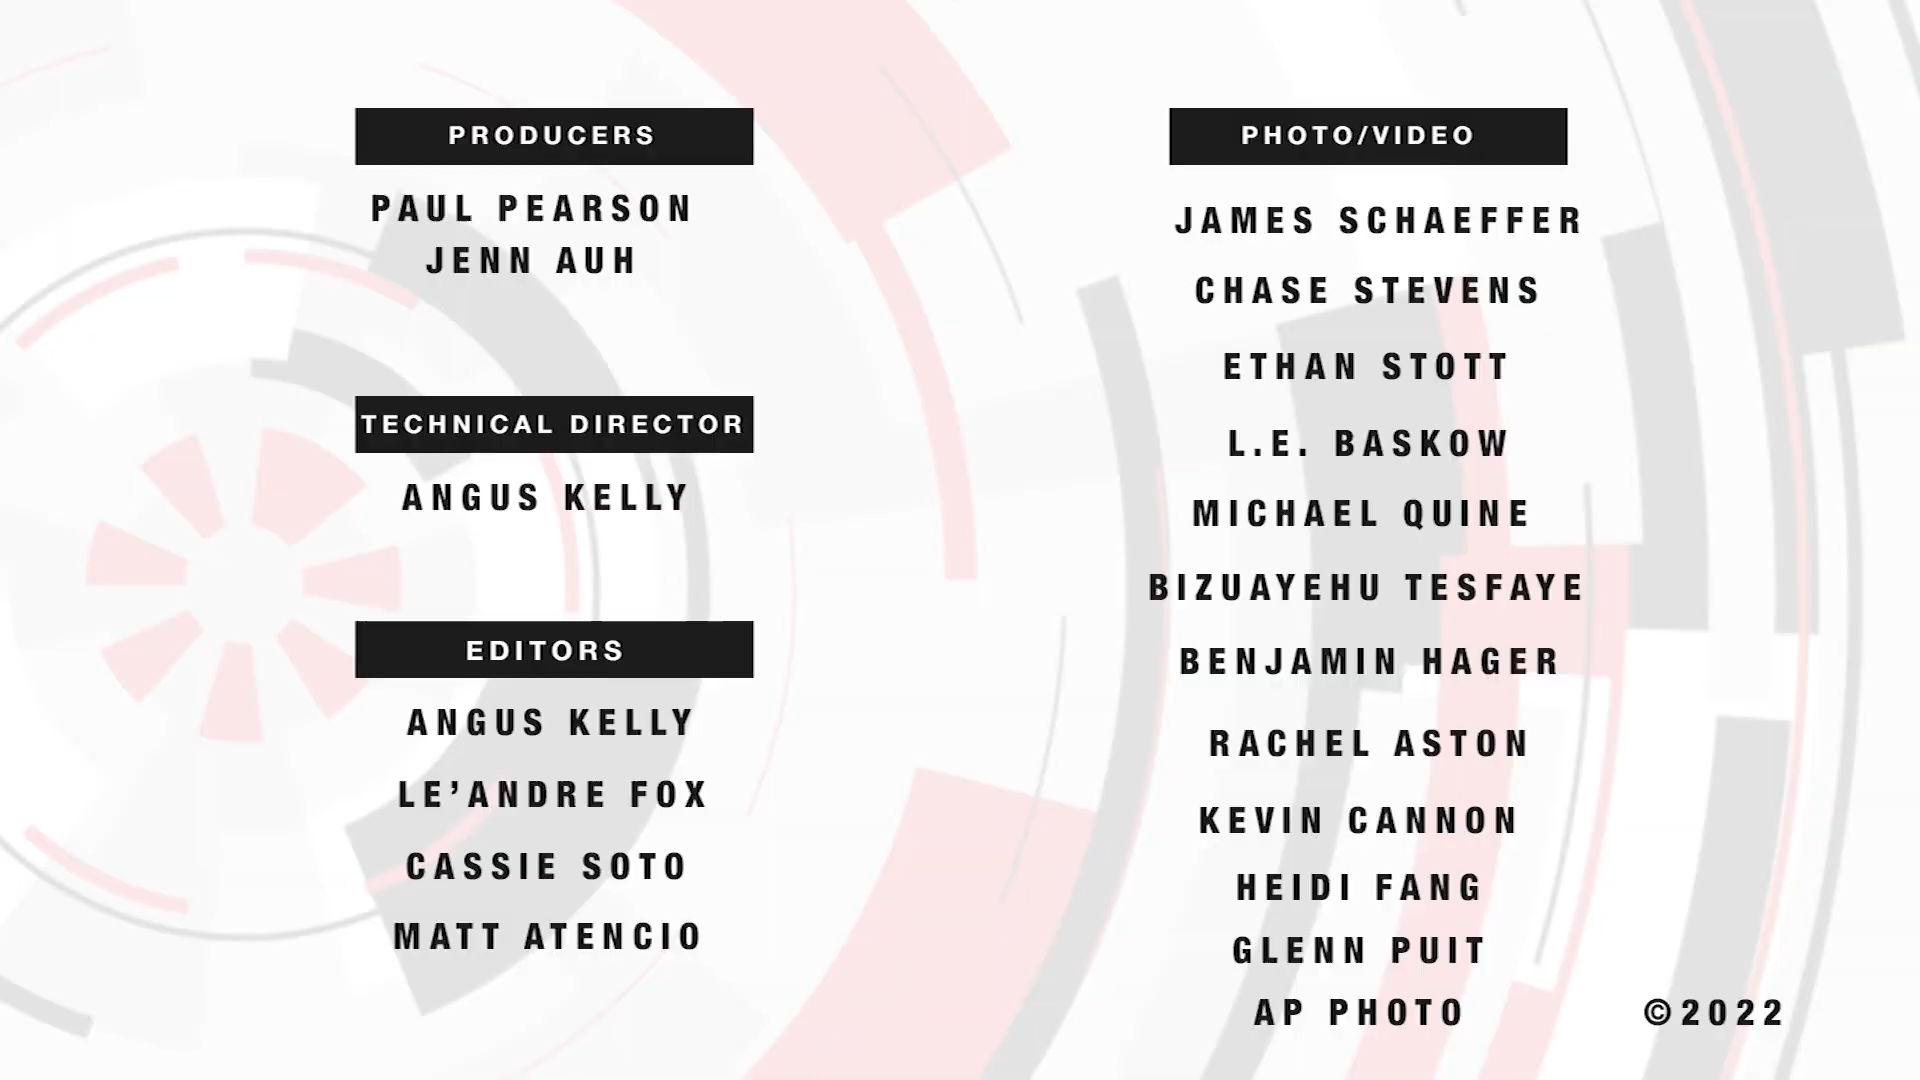 PRODUCERS
PAUL PEARSON
JENN AUH
TECHNICAL DIRECTOR
ANGUS KELLY
EDITORS
ANGUS KELLY
LE’ANDRE FOX
CASSIE SOTO
MATT ATENCIO
PHOTO/VIDEO
JAMES SCHAEFFER
CHASE STEVENS
ETHAN STOTT
L.E. BASKOW
MICHAEL QUINE
BIZUAYEHU TESFAYE
BENJAMIN HAGER
RACHEL ASTON
KEVIN CANNON
HEIDI FANG
GLENN PUIT
AP PHOTO
©2022